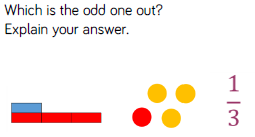 Which is the odd one out?
Explain your answer.
1
3